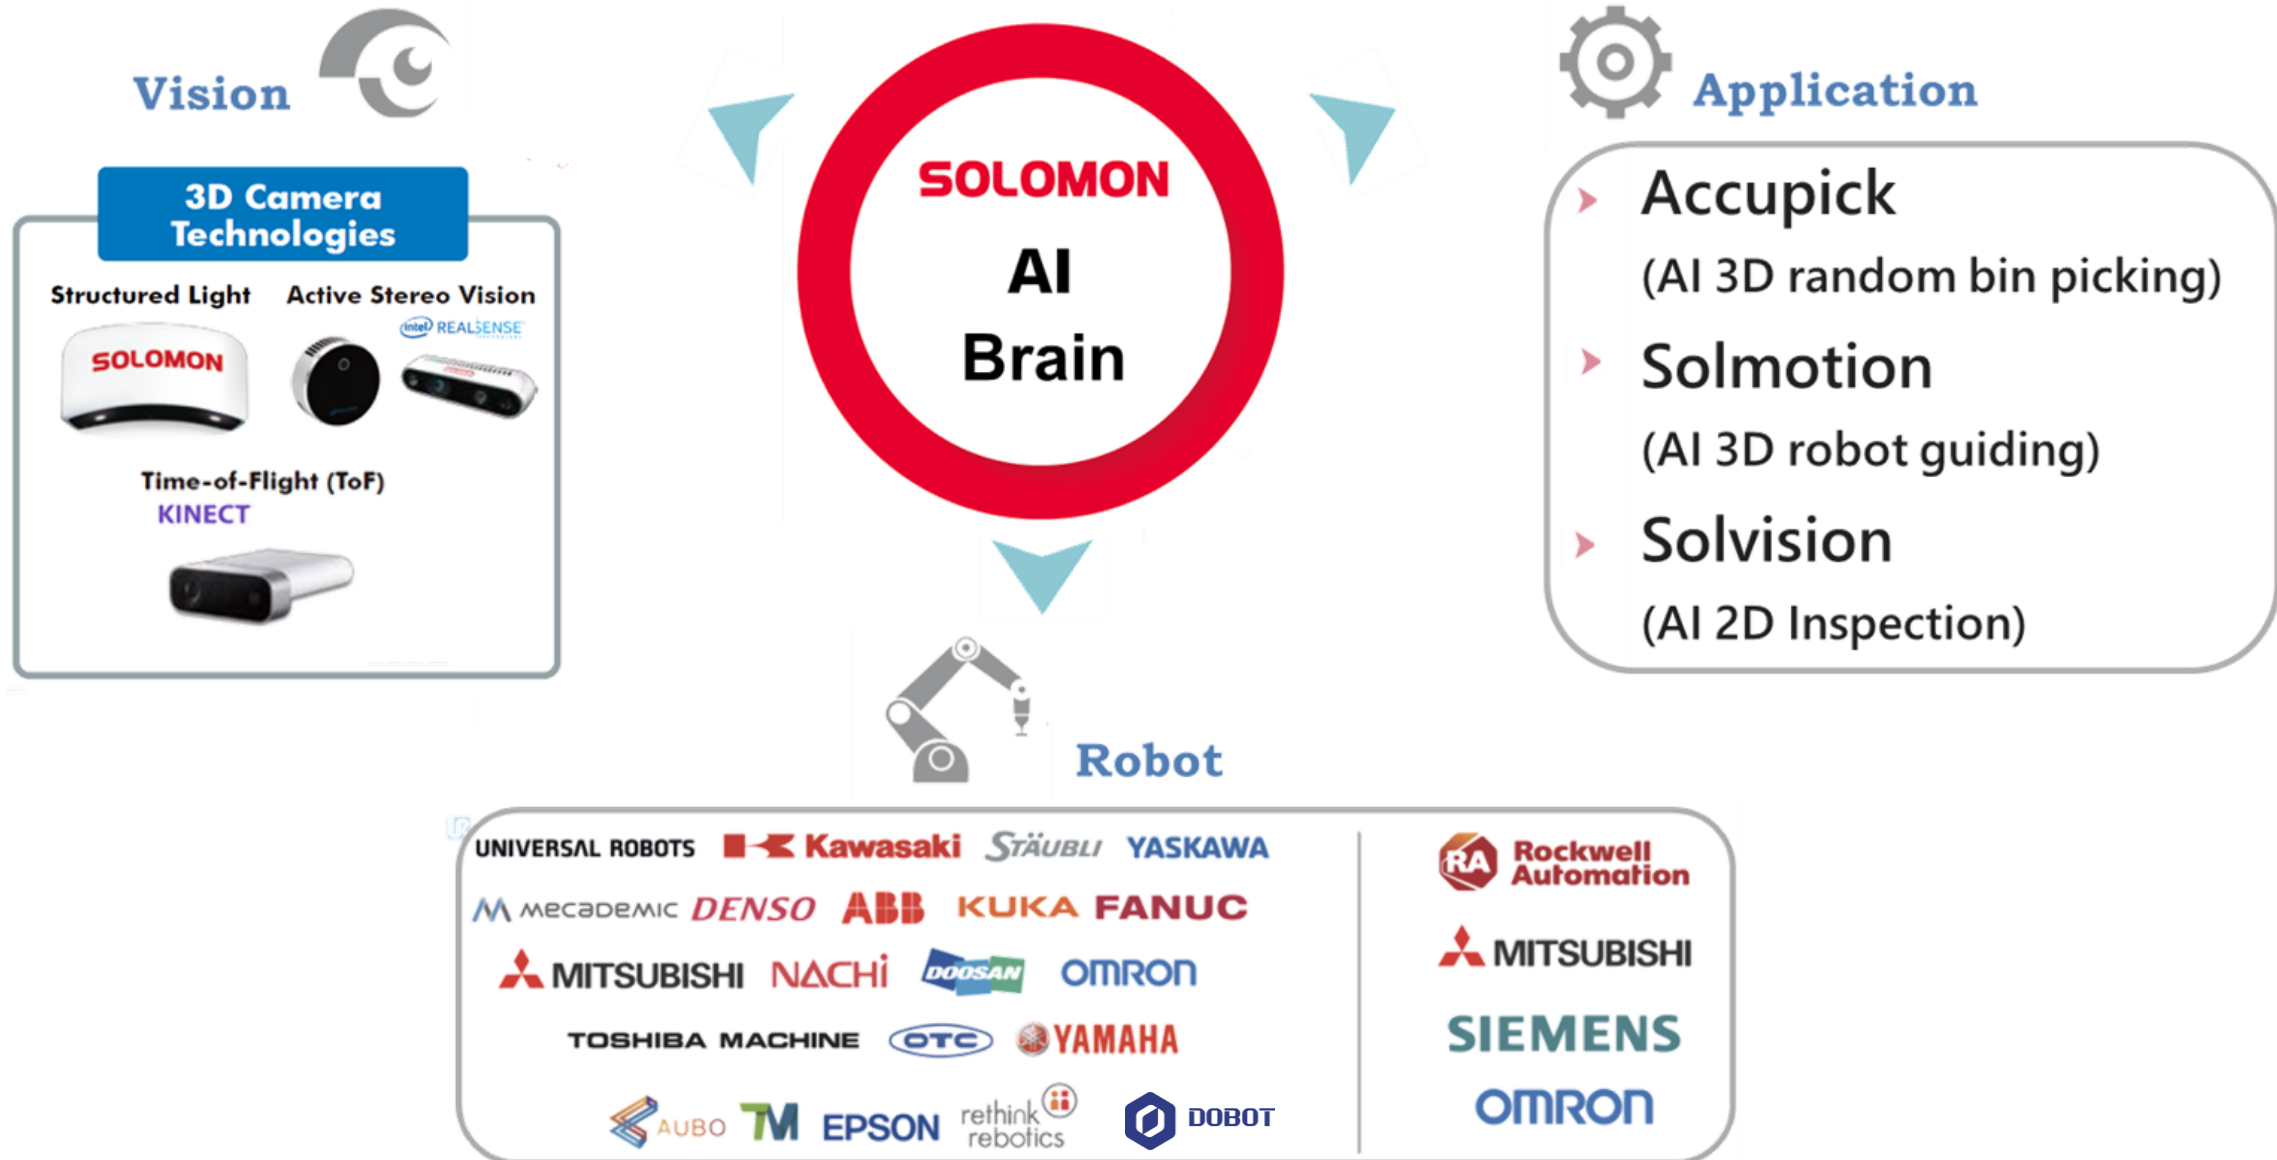 Vision
3D Camera
Technologies
Structured Light
Active Stereo Vision
intel REALSENSE
SOLOMON
Time-of-Flight (ToF)
KINECT
SOLOMON
AI
Brain
Application
Accupick
(AI 3D random bin picking)
Solmotion
(AI 3D robot guiding)
Solvision
(AI 2D Inspection)
Robot
UNIVERSAL ROBOTS Kawasaki STÄUBLI YASKAWA
MECADEMIC DENSO ABB KUKA FANUC
MITSUBISHI NACHi DOOSAN OMRON
TOSHIBA MACHINE OTC YAMAHA
AUBO TM EPSON rethink rebotics DOBOT
RA Rockwell
Automation
MITSUBISHI
SIEMENS
OMRON